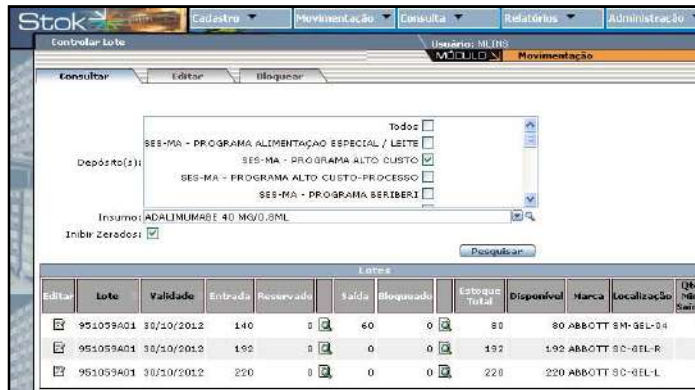 Stok
Cadastro Movimentação Consulta Relatórios Administração
Controlar Lote
Usuário: MLINS
MÓDULO Movimentação
Consultar Editar Bloquear
Todos
SES-MA - PROGRAMA ALIMENTAÇAO ESPECIAL / LEITE
Depósito(s): SES-MA - PROGRAMA ALTO CUSTO
SES-MA - PROGRAMA ALTO CUSTO-PROCESSO
SES-MA - PROGRAMA BERIBERI
Insumo: ADALIMUMABE 40 MG/0.8ML
Inibir Zerados:
Pesquisar
Lotes
Editar Lote Validade Entrada Reservado Saída Bloqueado Estoque Total Disponível Marca Localização
951059A01 30/10/2012 140 0 60 0 80 80 ABBOTT SM-GEL-04
951059A01 30/10/2012 192 0 0 0 192 192 ABBOTT SC-GEL-R
951059A01 30/10/2012 220 0 0 0 220 220 ABBOTT SC-GEL-L